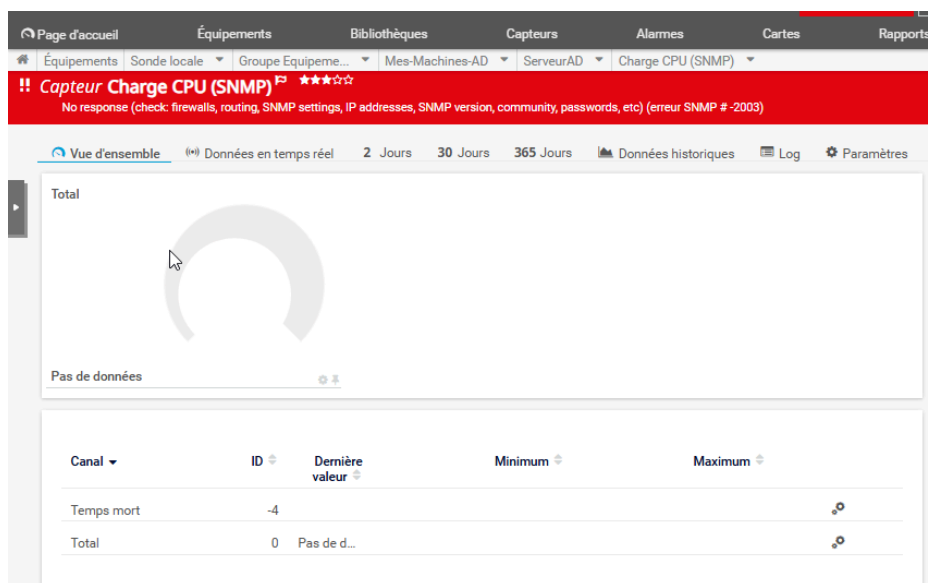 Page d'accueil Équipements Bibliothèques Capteurs Alarmes Cartes Rapports
Équipements Sonde locale Groupe Equipeme... Mes-Machines-AD ServeurAD Charge CPU (SNMP)
!! Capteur Charge CPU (SNMP)
No response (check: firewalls, routing, SNMP settings, IP addresses, SNMP version, community, passwords, etc) (erreur SNMP # -2003)
Vue d'ensemble Données en temps réel 2 Jours 30 Jours 365 Jours Données historiques Log Paramètres
Total
Pas de données
Canal ID Dernière valeur Minimum Maximum
Temps mort -4
Total 0 Pas de d...